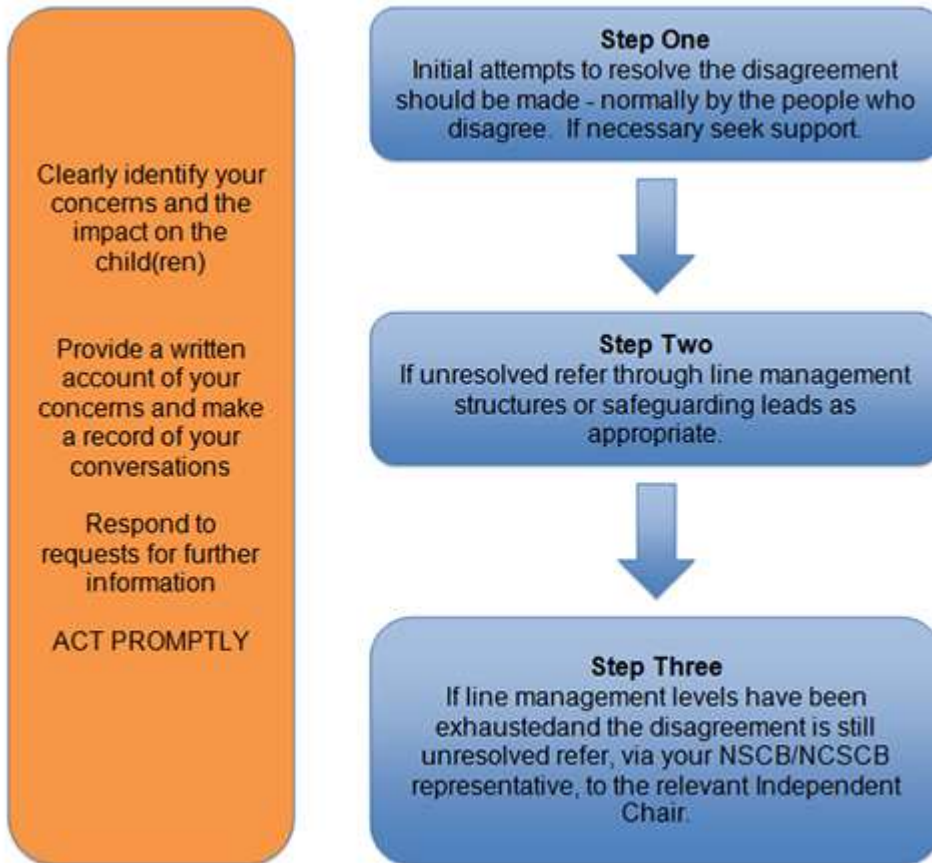 Clearly identify your
concerns and the
impact on the
child(ren)
Provide a written
account of your
concerns and make
a record of your
conversations
Respond to
requests for further
information
ACT PROMPTLY
Step One
Initial attempts to resolve the disagreement
should be made - normally by the people who
disagree. If necessary seek support.
Step Two
If unresolved refer through line management
structures or safeguarding leads as
appropriate.
Step Three
If line management levels have been
exhaustedand the disagreement is still
unresolved refer, via your NSCB/NCSCB
representative, to the relevant Independent
Chair.